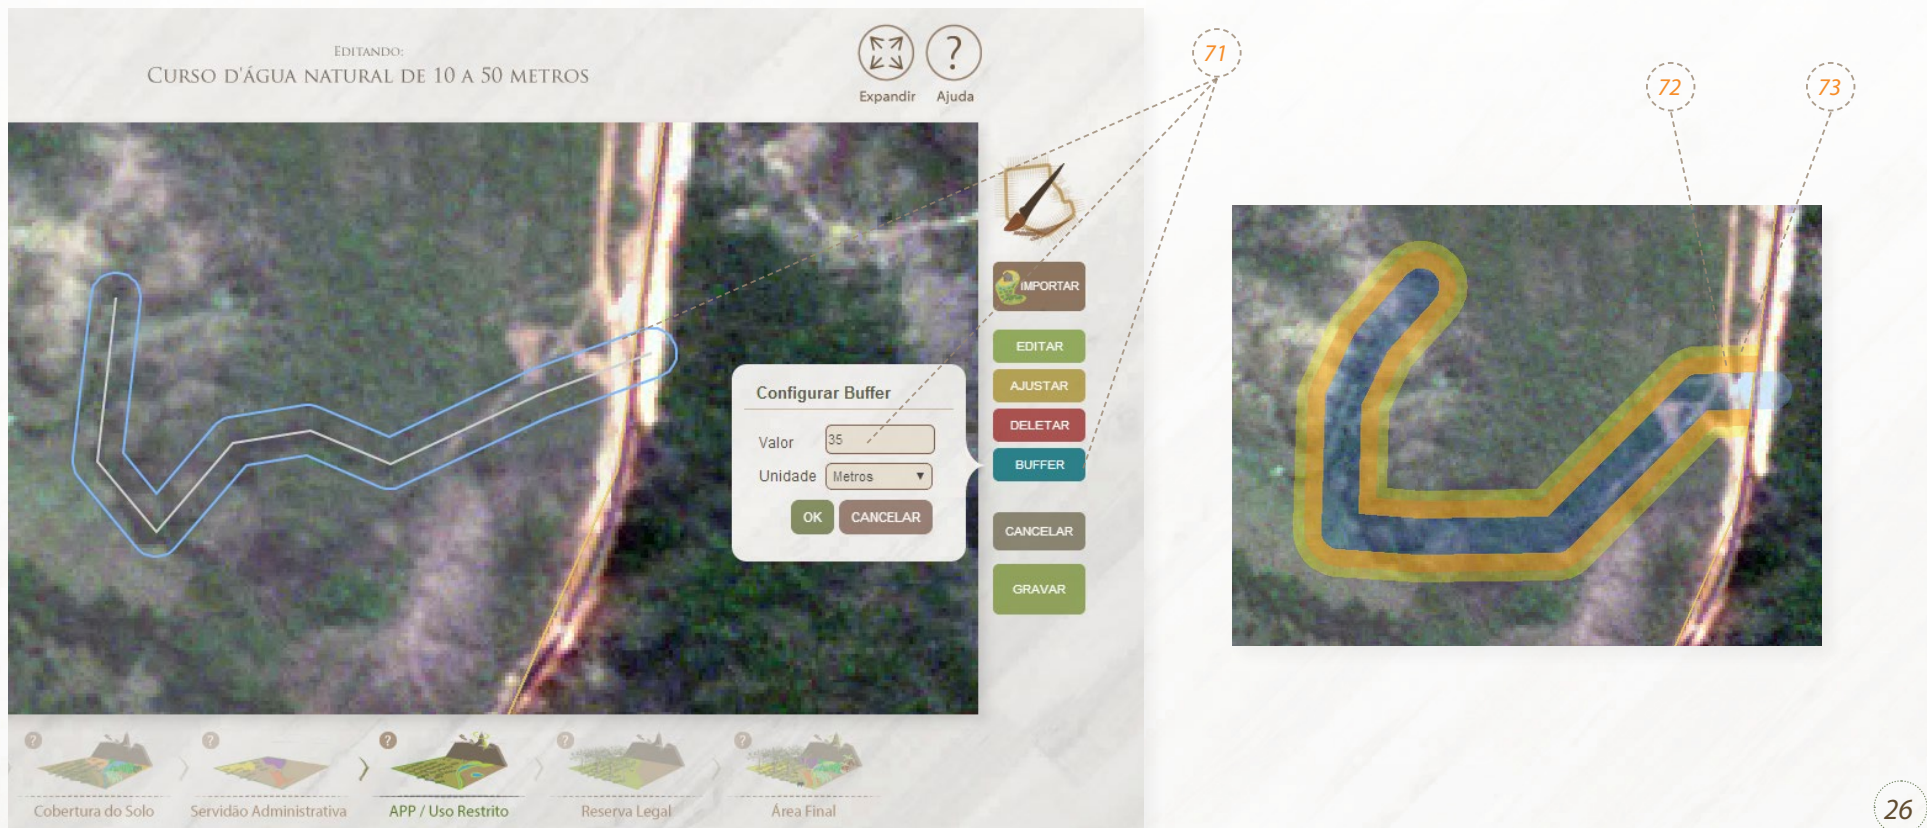 EDITANDO:
CURSO D'ÁGUA NATURAL DE 10 A 50 METROS
Expandir
Ajuda
71
72
73
IMPORTAR
EDITAR
AJUSTAR
DELETAR
BUFFER
CANCELAR
GRAVAR
Configurar Buffer
Valor 35
Unidade Metros
OK CANCELAR
? ? ? ? ?
Cobertura do Solo
Servidão Administrativa
APP / Uso Restrito
Reserva Legal
Área Final
26